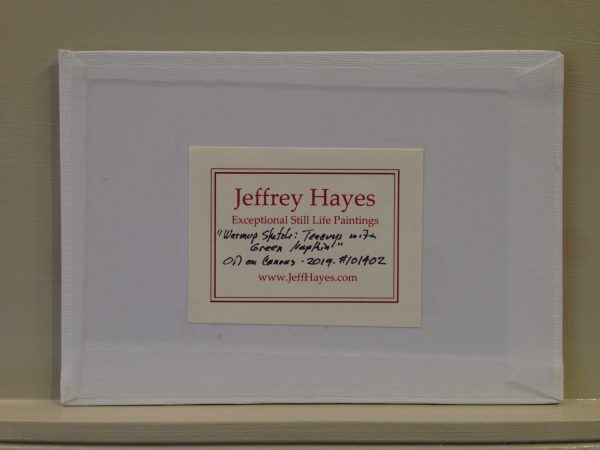 Jeffrey Hayes
Exceptional Still Life Paintings
"Warmup Sketch: Teacups with
Green Napkin"
Oil on Canvas · 2019 · #101402
www.JeffHayes.com